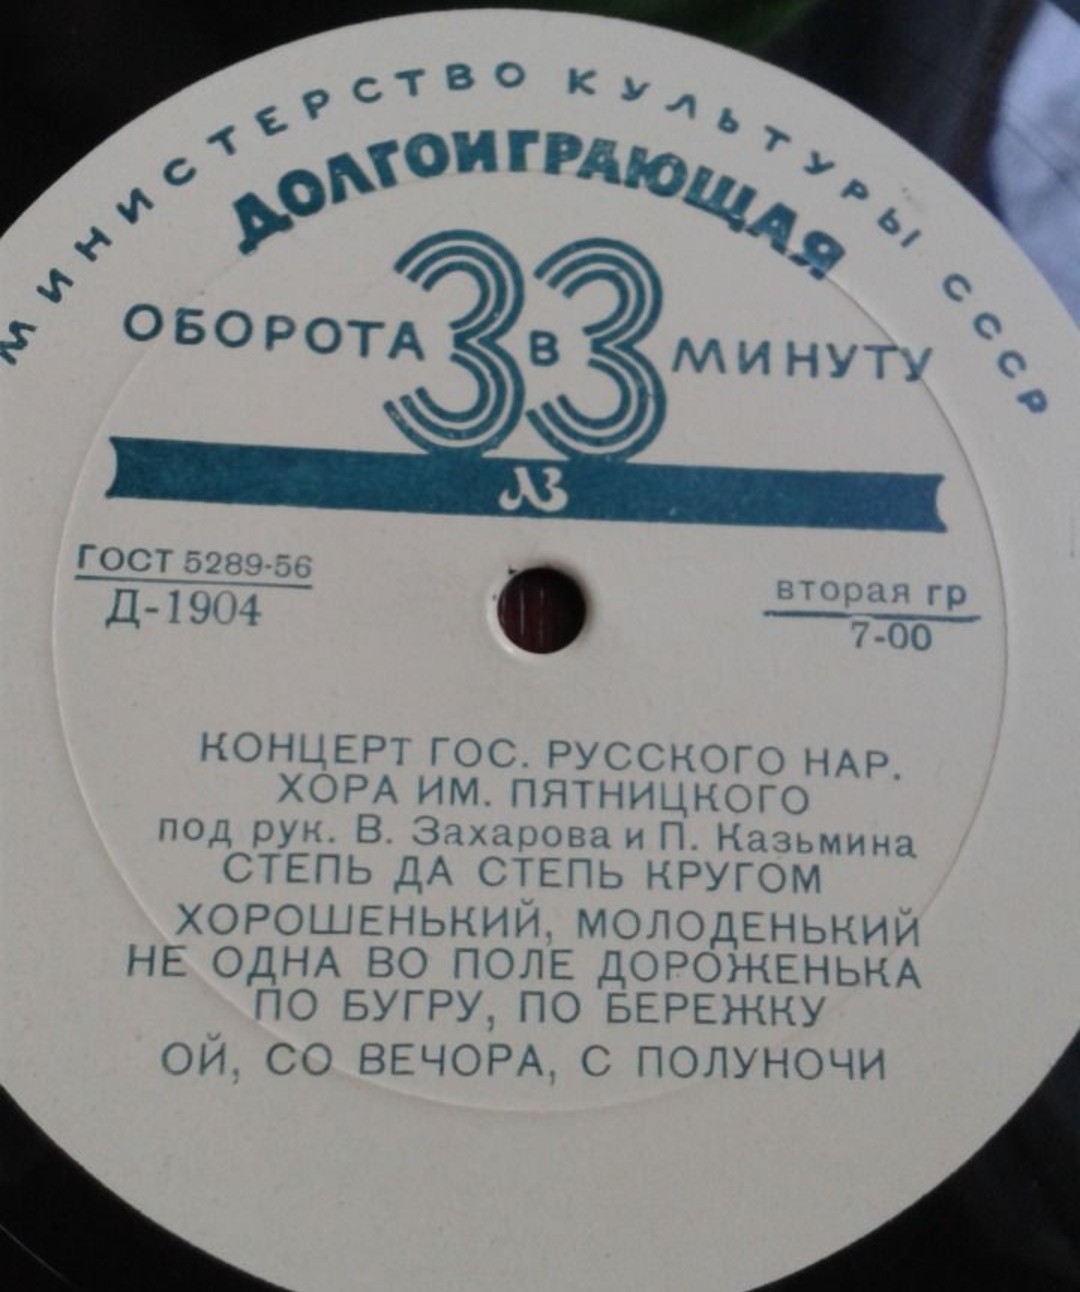 МИНИСТЕРСТВО КУЛЬТУРЫ СССР
ДОЛГОИГРАЮЩАЯ
ОБОРОТА 33 В МИНУТУ
ЛЗ
ГОСТ 5289-56
Д-1904
вторая гр
7-00
КОНЦЕРТ ГОС. РУССКОГО НАР.
ХОРА ИМ. ПЯТНИЦКОГО
под рук. В. Захарова и П. Казьмина
СТЕПЬ ДА СТЕПЬ КРУГОМ
ХОРОШЕНЬКИЙ, МОЛОДЕНЬКИЙ
НЕ ОДНА ВО ПОЛЕ ДОРОЖЕНЬКА
ПО БУГРУ, ПО БЕРЕЖКУ
ОЙ, СО ВЕЧОРА, С ПОЛУНОЧИ